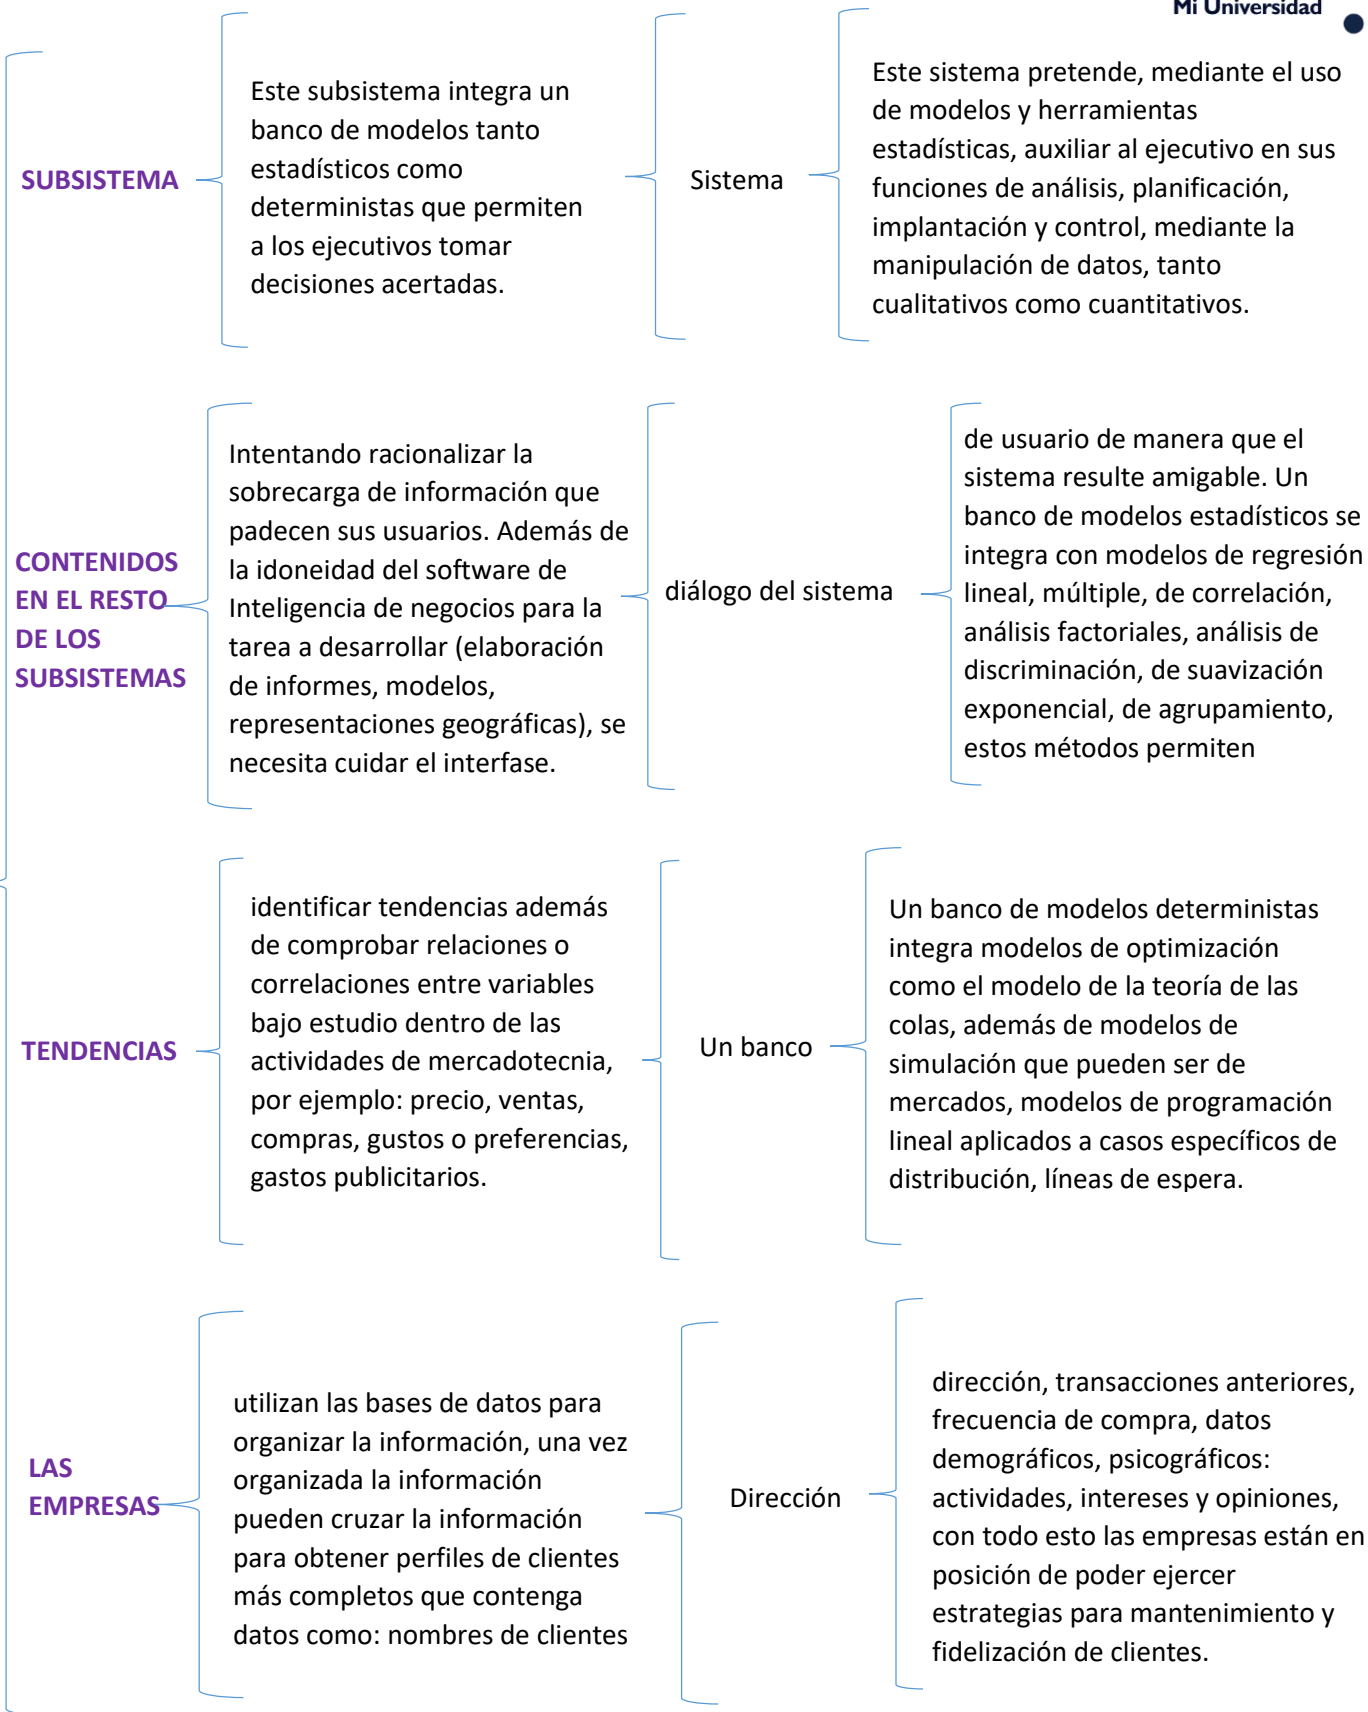 Mi Universidad
SUBSISTEMA
Este subsistema integra un
banco de modelos tanto
estadísticos como
deterministas que permiten
a los ejecutivos tomar
decisiones acertadas.
Sistema
Este sistema pretende, mediante el uso
de modelos y herramientas
estadísticas, auxiliar al ejecutivo en sus
funciones de análisis, planificación,
implantación y control, mediante la
manipulación de datos, tanto
cualitativos como cuantitativos.
CONTENIDOS
EN EL RESTO
DE LOS
SUBSISTEMAS
Intentando racionalizar la
sobrecarga de información que
padecen sus usuarios. Además de
la idoneidad del software de
Inteligencia de negocios para la
tarea a desarrollar (elaboración
de informes, modelos,
representaciones geográficas), se
necesita cuidar el interfase.
diálogo del sistema
de usuario de manera que el
sistema resulte amigable. Un
banco de modelos estadísticos se
integra con modelos de regresión
lineal, múltiple, de correlación,
análisis factoriales, análisis de
discriminación, de suavización
exponencial, de agrupamiento,
estos métodos permiten
TENDENCIAS
identificar tendencias además
de comprobar relaciones o
correlaciones entre variables
bajo estudio dentro de las
actividades de mercadotecnia,
por ejemplo: precio, ventas,
compras, gustos o preferencias,
gastos publicitarios.
Un banco
Un banco de modelos deterministas
integra modelos de optimización
como el modelo de la teoría de las
colas, además de modelos de
simulación que pueden ser de
mercados, modelos de programación
lineal aplicados a casos específicos de
distribución, líneas de espera.
LAS
EMPRESAS
utilizan las bases de datos para
organizar la información, una vez
organizada la información
pueden cruzar la información
para obtener perfiles de clientes
más completos que contenga
datos como: nombres de clientes
Dirección
dirección, transacciones anteriores,
frecuencia de compra, datos
demográficos, psicográficos:
actividades, intereses y opiniones,
con todo esto las empresas están en
posición de poder ejercer
estrategias para mantenimiento y
fidelización de clientes.